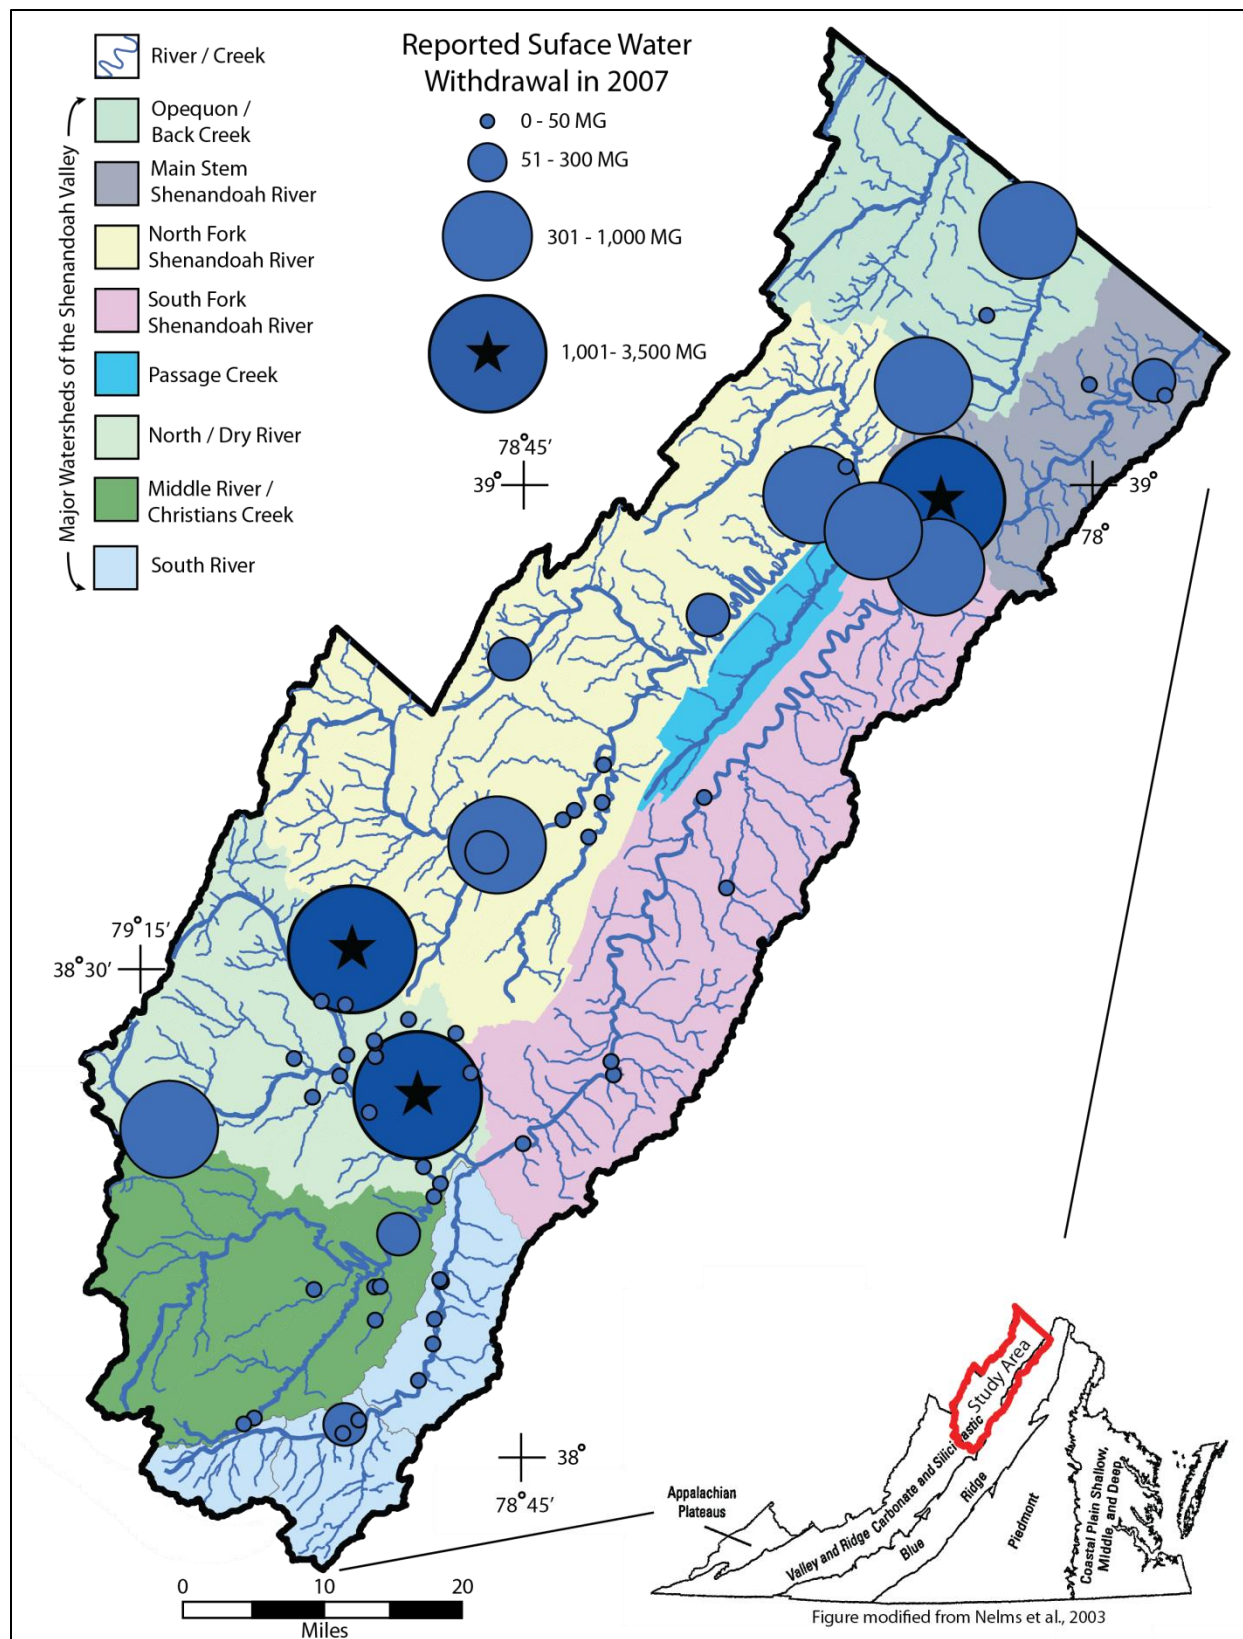 River / Creek
Major Watersheds of the Shenandoah Valley
Opequon /
Back Creek
Main Stem
Shenandoah River
North Fork
Shenandoah River
South Fork
Shenandoah River
Passage Creek
North / Dry River
Middle River /
Christians Creek
South River
Reported Suface Water
Withdrawal in 2007
0 - 50 MG
51 - 300 MG
301 - 1,000 MG
1,001- 3,500 MG
78° 45'
39°
39°
78°
79° 15'
38° 30'
38°
78° 45'
0 10 20
Miles
Study Area
Appalachian
Plateaus
Valley and Ridge Carbonate and Siliciclastic
Blue Ridge
Piedmont
Coastal Plain Shallow,
Middle, and Deep
Figure modified from Nelms et al., 2003